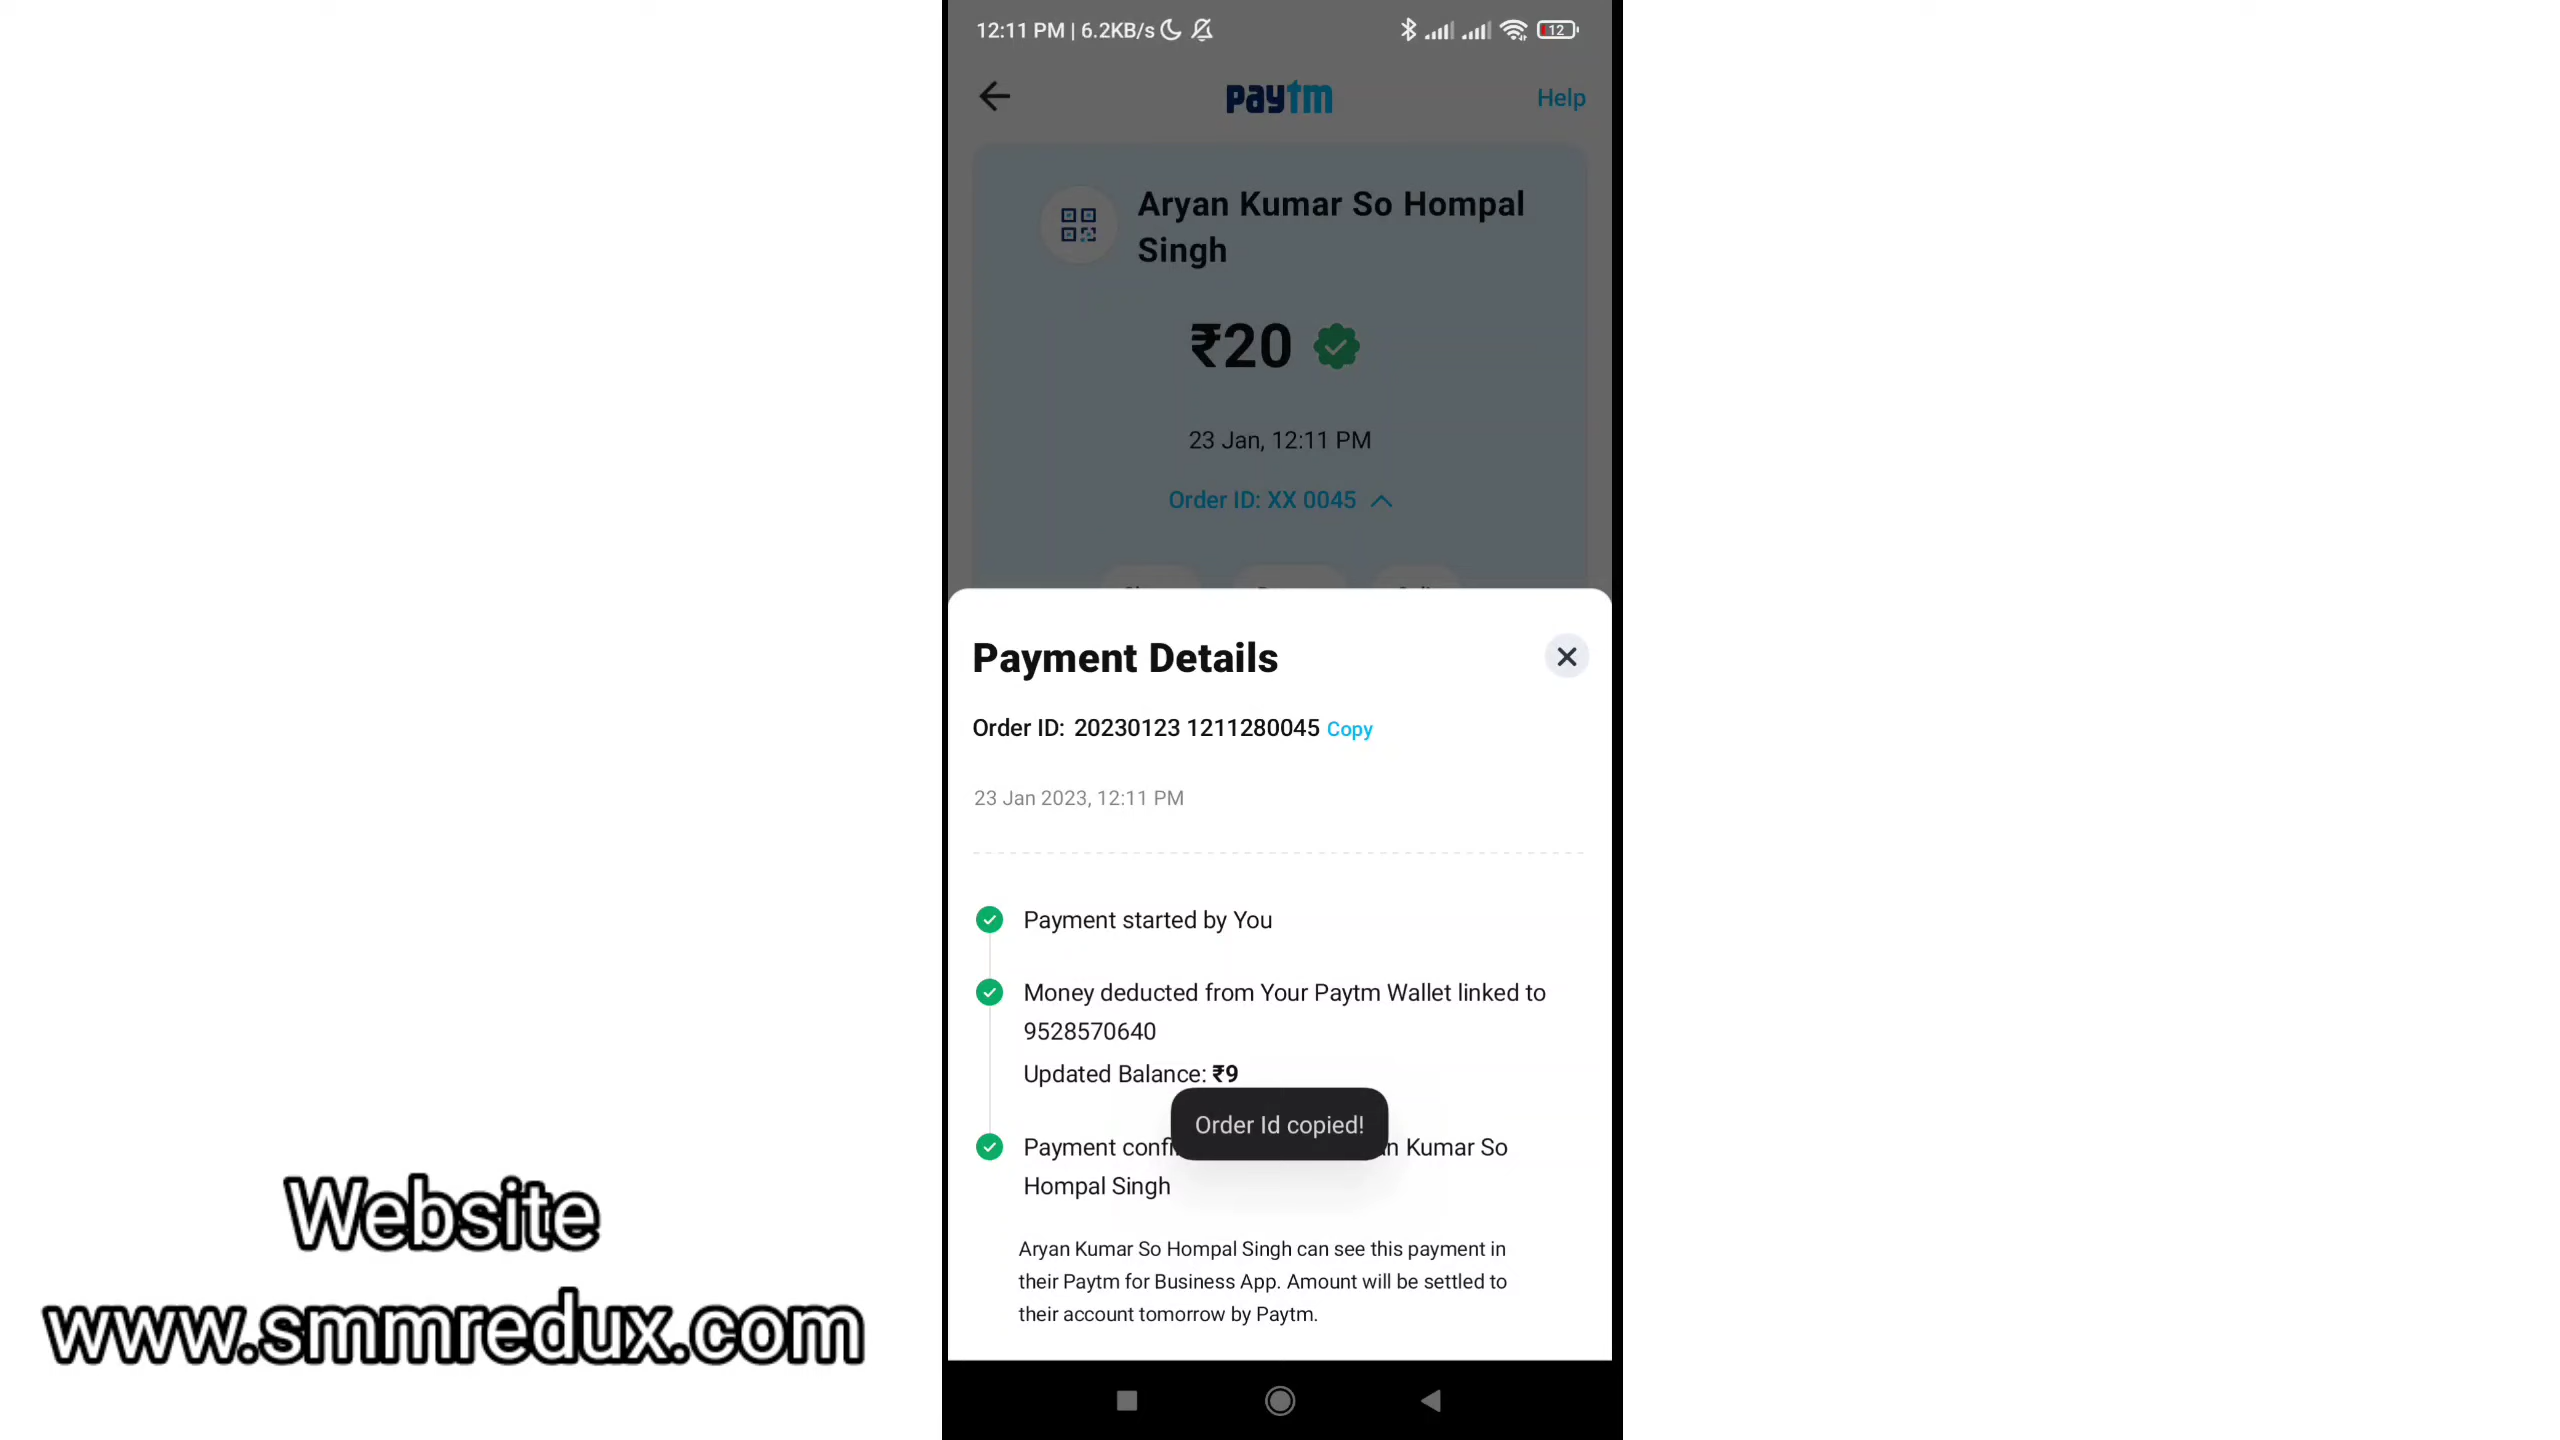 12:11 PM | 6.2KB/s
12
paytm
Help
Aryan Kumar So Hompal
Singh
₹20
23 Jan, 12:11 PM
Order ID: XX 0045
Payment Details
Order ID: 20230123 1211280045 Copy
23 Jan 2023, 12:11 PM
Payment started by You
Money deducted from Your Paytm Wallet linked to
9528570640
Updated Balance: ₹9
Order Id copied!
Payment n Kumar So
Hompal Singh
Aryan Kumar So Hompal Singh can see this payment in
their Paytm for Business App. Amount will be settled to
their account tomorrow by Paytm.
Website
www.smmredux.com